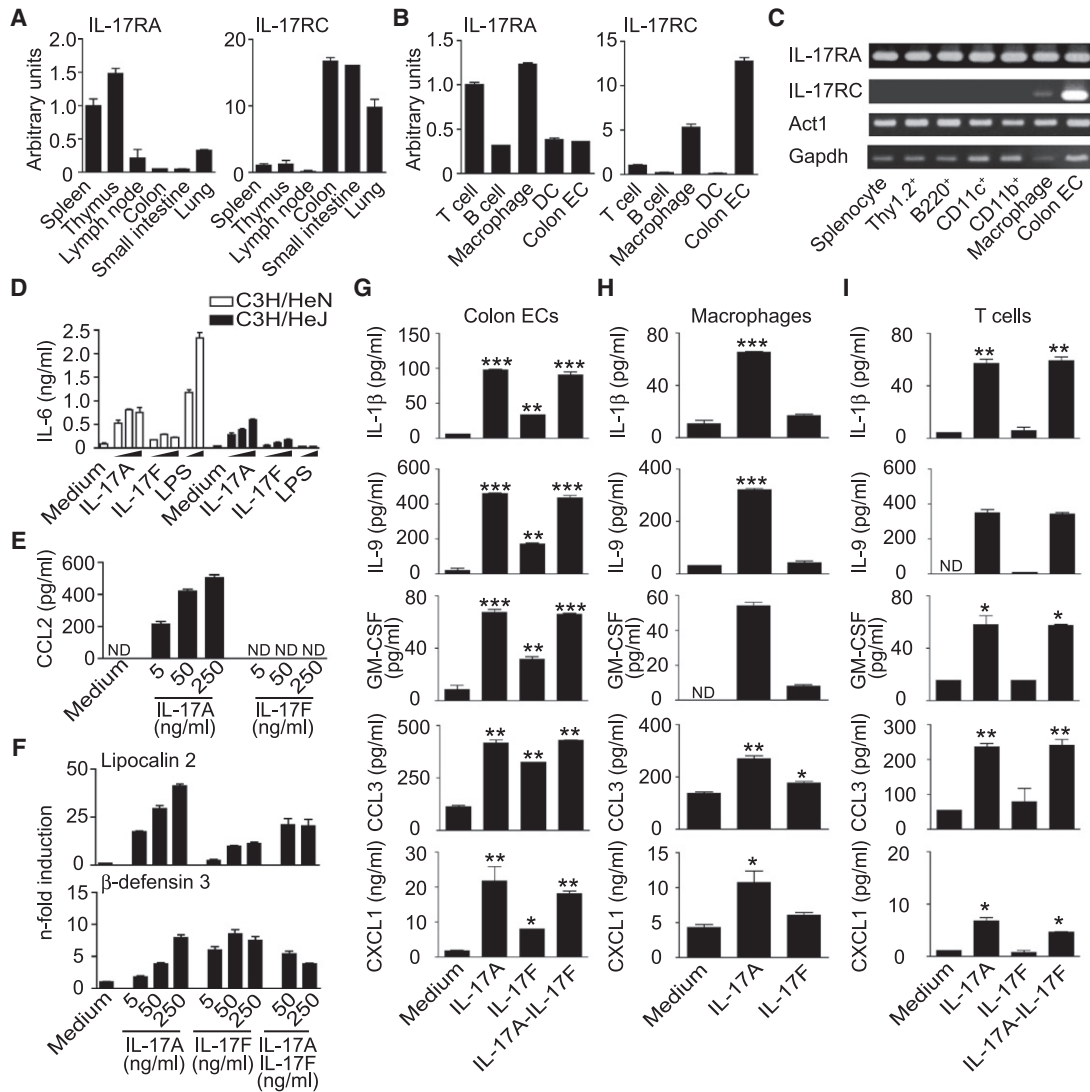 A
IL-17RA
IL-17RC
Arbitrary units
2.0
1.5
1.0
0.5
0
20
10
0
Spleen
Thymus
Lymph node
Colon
Small intestine
Lung
Spleen
Thymus
Lymph node
Colon
Small intestine
Lung
B
IL-17RA
IL-17RC
Arbitrary units
1.5
1.0
0.5
0
15
10
5
0
T cell
B cell
Macrophage
DC
Colon EC
T cell
B cell
Macrophage
DC
Colon EC
C
IL-17RA
IL-17RC
Act1
Gapdh
Splenocyte
Thy1.2+
B220+
CD11c+
CD11b+
Macrophage
Colon EC
D
C3H/HeN
C3H/HeJ
IL-6 (ng/ml)
2.5
2.0
1.5
1.0
0.5
0
Medium
IL-17A
IL-17F
LPS
Medium
IL-17A
IL-17F
LPS
E
CCL2 (pg/ml)
600
400
200
0
ND
ND ND ND
Medium
5
50
250
5
50
250
IL-17A
(ng/ml)
IL-17F
(ng/ml)
F
Lipocalin 2
50
25
0
n-fold induction
β-defensin 3
15
10
5
0
Medium
5
50
250
5
50
250
50
250
IL-17A
(ng/ml)
IL-17F
(ng/ml)
IL-17A
IL-17F
(ng/ml)
G
Colon ECs
IL-1β (pg/ml)
150
100
50
0
***
**
***
IL-9 (pg/ml)
600
400
200
0
***
**
***
GM-CSF
(pg/ml)
90
60
30
0
***
**
***
CCL3 (pg/ml)
500
250
0
**
**
**
CXCL1 (ng/ml)
30
20
10
0
**
*
**
Medium
IL-17A
IL-17F
IL-17A-IL-17F
H
Macrophages
IL-1β (pg/ml)
80
40
0
***
IL-9 (pg/ml)
400
200
0
***
GM-CSF
(pg/ml)
60
40
20
0
ND
CCL3 (pg/ml)
400
200
0
**
*
CXCL1 (ng/ml)
15
10
5
0
*
Medium
IL-17A
IL-17F
I
T cells
IL-1β (pg/ml)
80
40
0
**
**
IL-9 (pg/ml)
600
400
200
0
ND
GM-CSF
(pg/ml)
80
40
0
*
*
CCL3 (pg/ml)
300
200
100
0
**
**
CXCL1 (pg/ml)
20
10
0
*
*
Medium
IL-17A
IL-17F
IL-17A-IL-17F